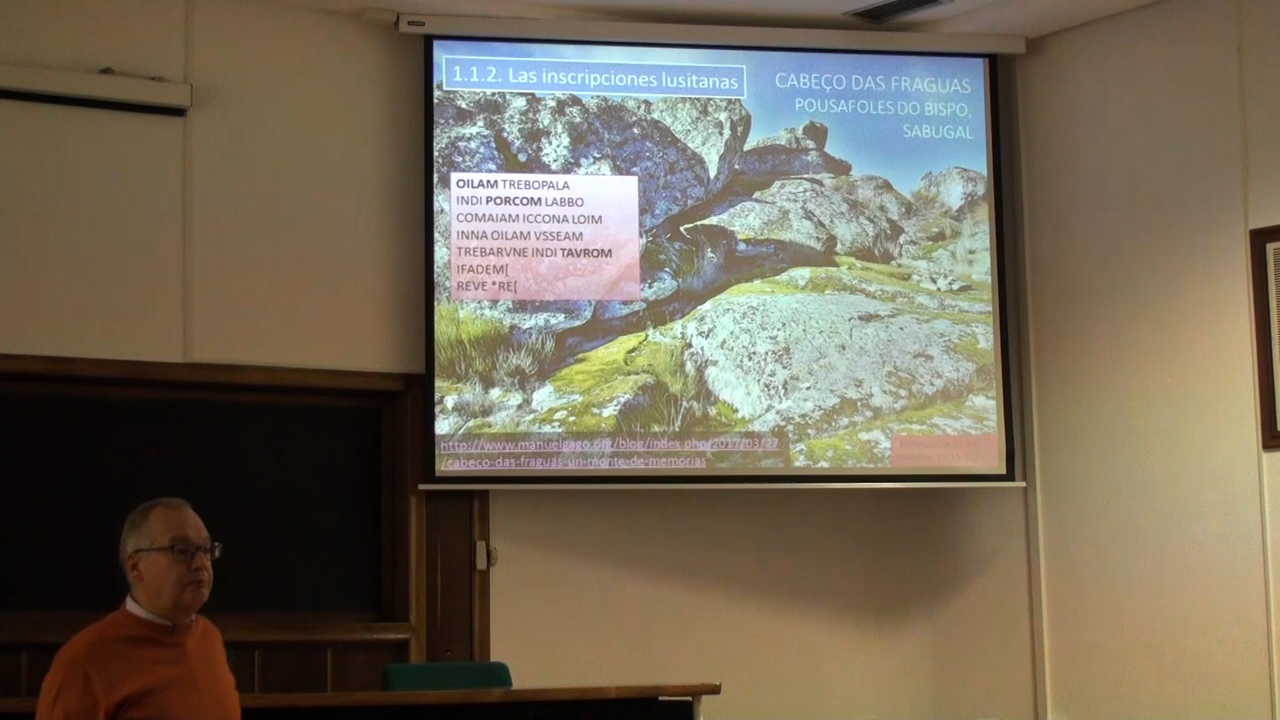 1.1.2. Las inscripciones lusitanas
CABEÇO DAS FRAGUAS
POUSAFOLES DO BISPO,
SABUGAL
OILAM TREBOPALA
INDI PORCOM LABBO
COMAIAM ICCONA LOIM
INNA OILAM VSSEAM
TREBARVNE INDI TAVROM
IFADEM[
REVE *RE[
http://www.manuelgago.org/blog/index.php/2017/03/27
/cabeco-das-fraguas-un-monte-de-memorias